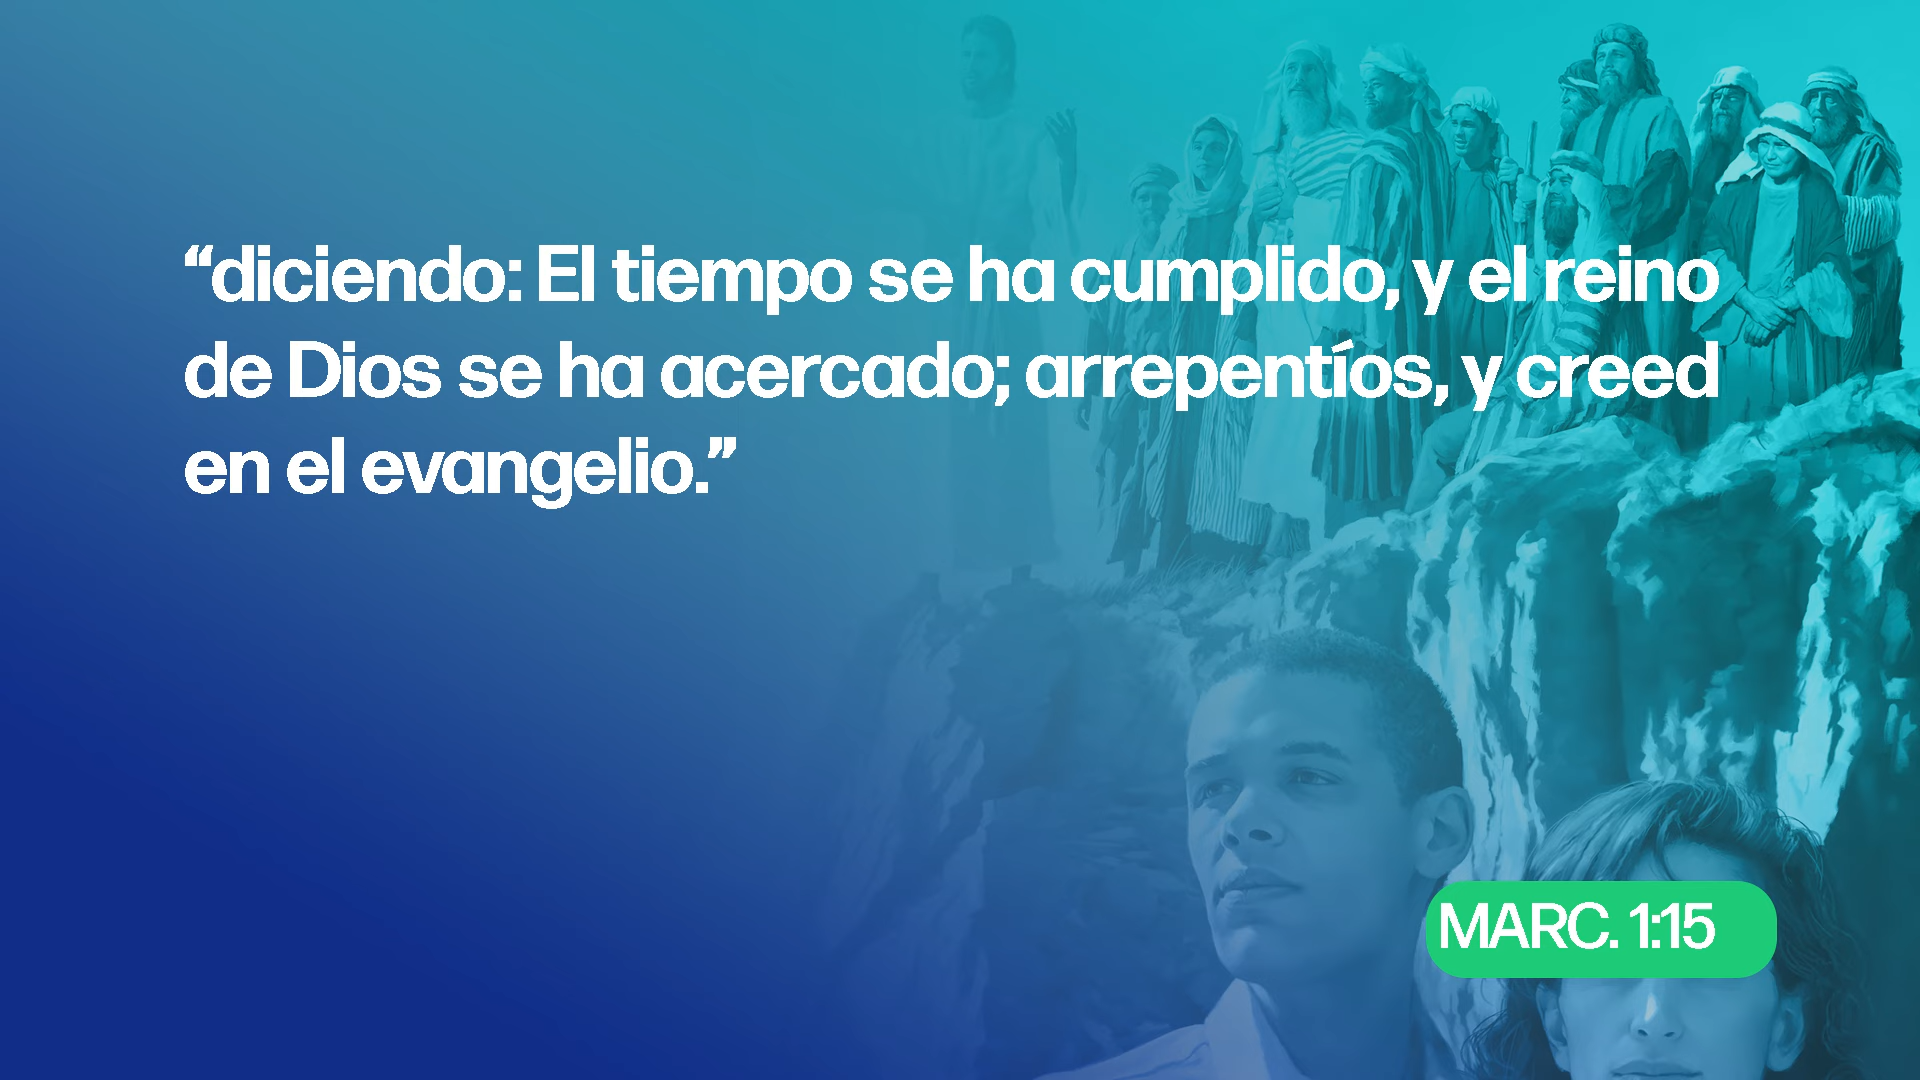 “diciendo: El tiempo se ha cumplido, y el reino
de Dios se ha acercado; arrepentíos, y creed
en el evangelio.”
MARC. 1:15